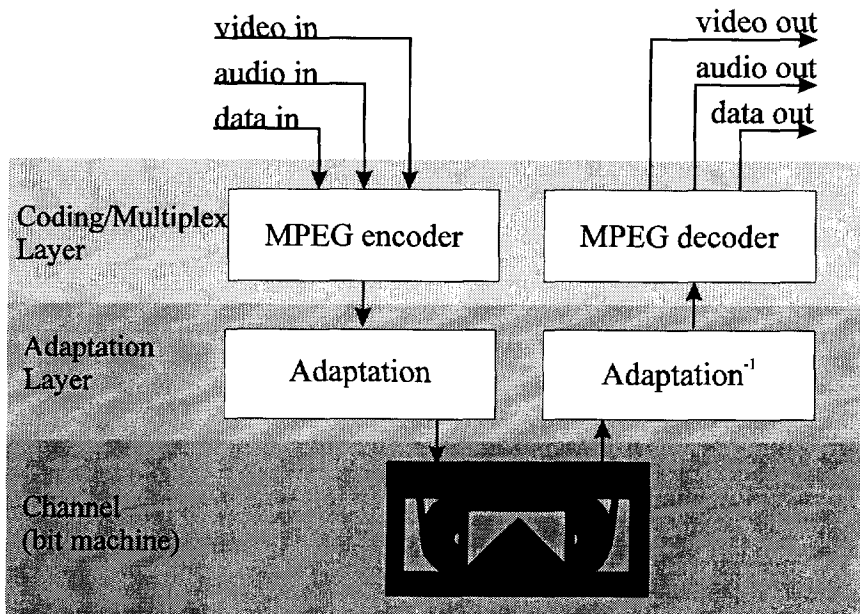 video in
audio in
data in
video out
audio out
data out
Coding/Multiplex
Layer
MPEG encoder
MPEG decoder
Adaptation
Layer
Adaptation
Adaptation⁻¹
Channel
(bit machine)